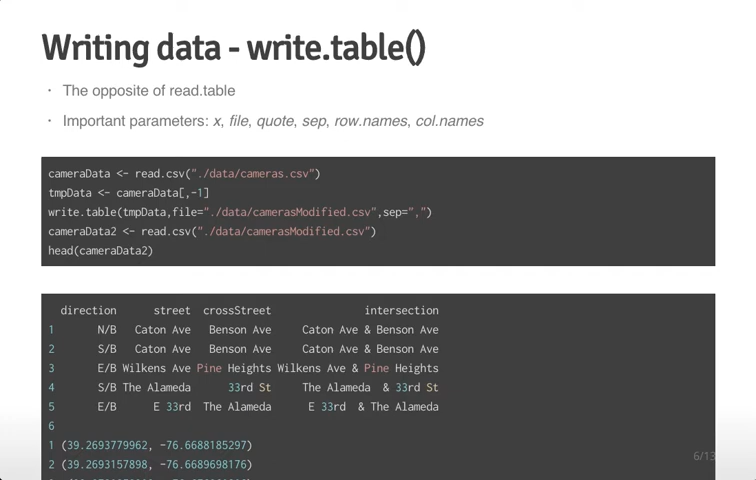 Writing data - write.table()
· The opposite of read.table
· Important parameters: x, file, quote, sep, row.names, col.names
cameraData <- read.csv("./data/cameras.csv")
tmpData <- cameraData[,-1]
write.table(tmpData,file="./data/camerasModified.csv",sep=",")
cameraData2 <- read.csv("./data/camerasModified.csv")
head(cameraData2)
direction street crossStreet intersection
1 N/B Caton Ave Benson Ave Caton Ave & Benson Ave
2 S/B Caton Ave Benson Ave Caton Ave & Benson Ave
3 E/B Wilkens Ave Pine Heights Wilkens Ave & Pine Heights
4 S/B The Alameda 33rd St The Alameda & 33rd St
5 E/B E 33rd The Alameda E 33rd & The Alameda
6
1 (39.2693779962, -76.6688185297)
2 (39.2693157898, -76.6689698176)
6/13